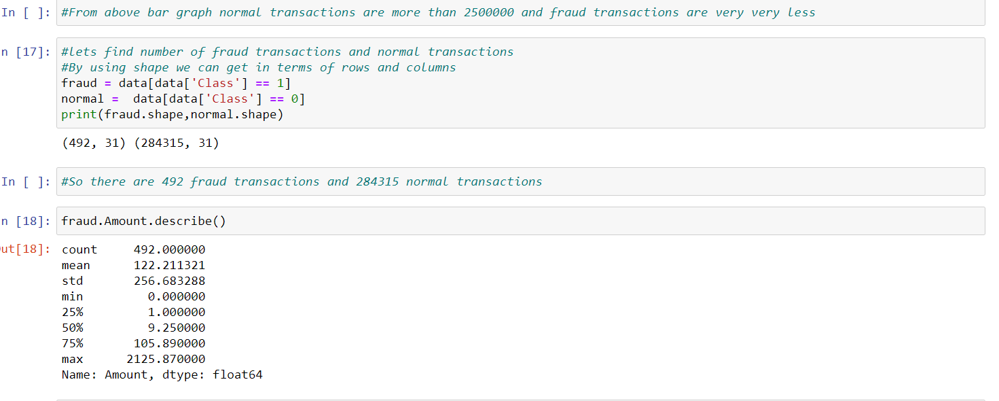 In [ ]: #From above bar graph normal transactions are more than 2500000 and fraud transactions are very very less
n [17]: #lets find number of fraud transactions and normal transactions
#By using shape we can get in terms of rows and columns
fraud = data[data['Class'] == 1]
normal =  data[data['Class'] == 0]
print(fraud.shape,normal.shape)
(492, 31) (284315, 31)
In [ ]: #So there are 492 fraud transactions and 284315 normal transactions
n [18]: fraud.Amount.describe()
ut[18]: count     492.000000
mean      122.211321
std       256.683288
min         0.000000
25%         1.000000
50%         9.250000
75%       105.890000
max      2125.870000
Name: Amount, dtype: float64